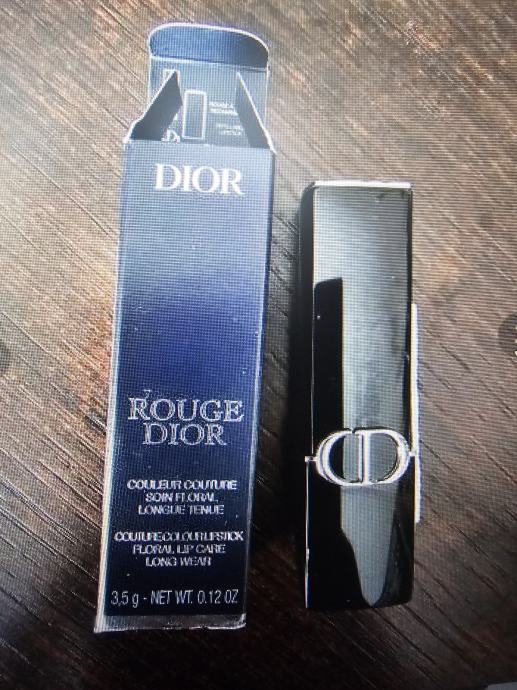 DIOR
ROUGE
DIOR
COULEUR COUTURE
SOIN FLORAL
LONGUE TENUE
COUTURE COLOUR LIPSTICK
FLORAL LIP CARE
LONG WEAR
3,5 g - NET WT. 0.12 OZ
CD